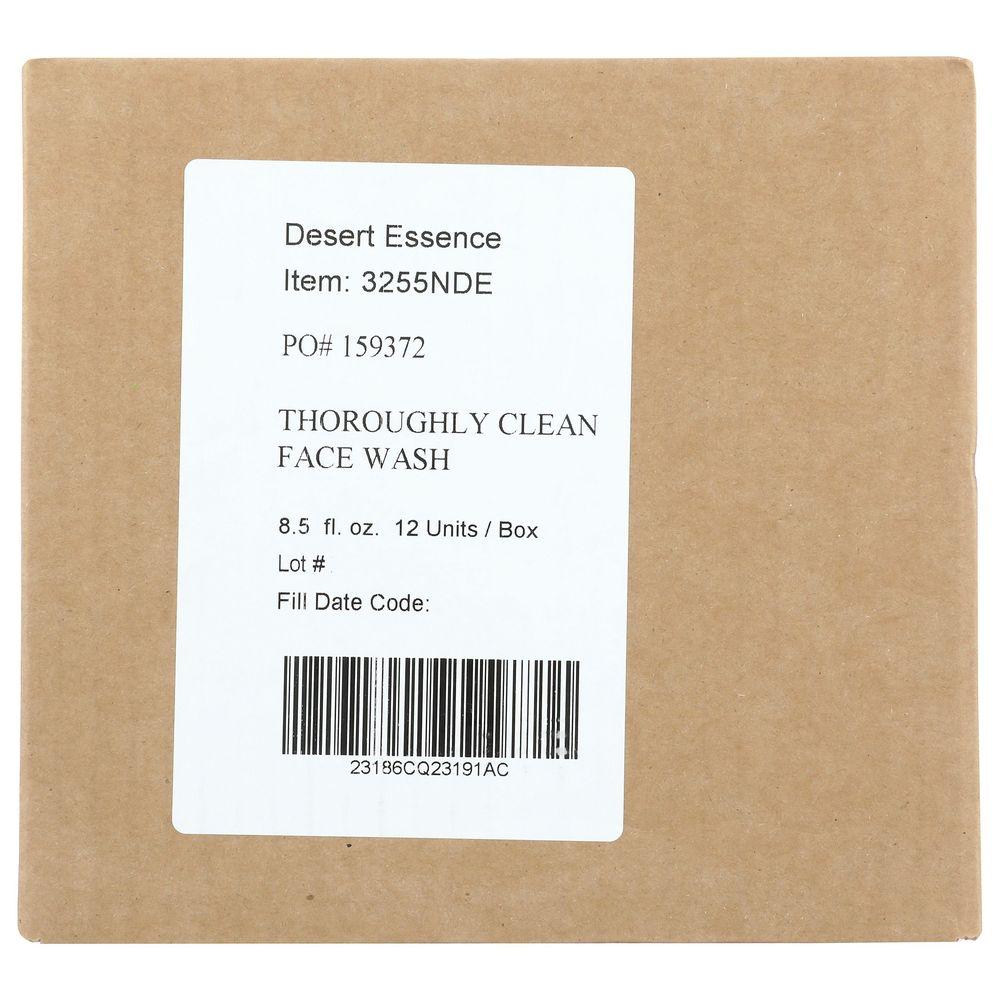 Desert Essence
Item: 3255NDE
PO# 159372
THOROUGHLY CLEAN
FACE WASH
8.5 fl. oz. 12 Units / Box
Lot #
Fill Date Code:
23186CQ23191AC